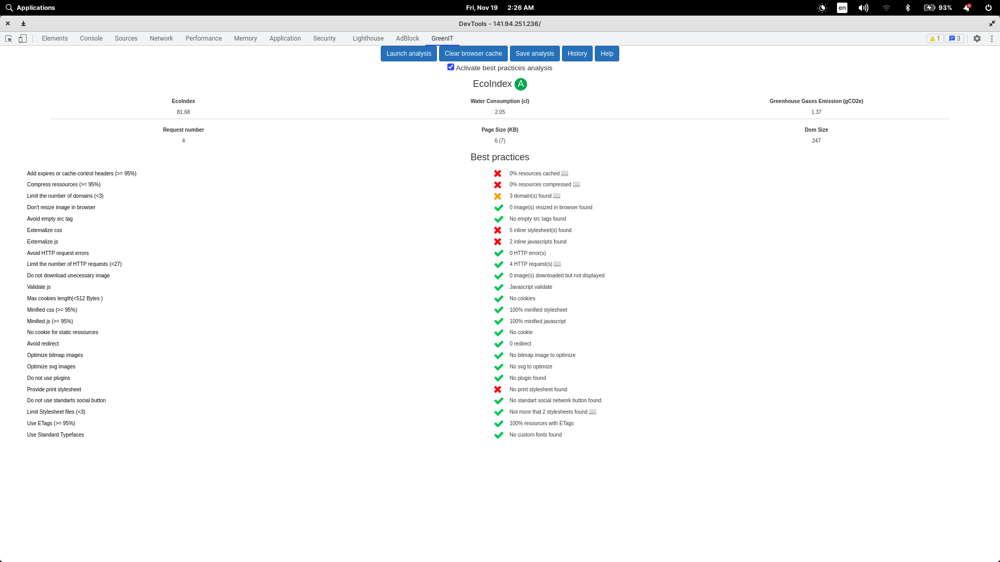 Applications
Fri, Nov 19 2:26 AM
en
93%
DevTools - 141.94.251.236/
Elements Console Sources Network Performance Memory Application Security Lighthouse AdBlock GreenIT
1 3
Launch analysis Clear browser cache Save analysis History Help
Activate best practices analysis
EcoIndex A
EcoIndex Water Consumption (cl) Greenhouse Gases Emission (gCO2e)
81.68 2.05 1.37
Request number Page Size (KB) Dom Size
4 6 (7) 247
Best practices
Add expires or cache-control headers (>= 95%) 0% resources cached .....
Compress ressources (>= 95%) 0% resources compressed .....
Limit the number of domains (<3) 3 domain(s) found .....
Don't resize image in browser 0 image(s) resized in browser found
Avoid empty src tag No empty src tags found
Externalize css 5 inline stylesheet(s) found
Externalize js 2 inline javascripts found
Avoid HTTP request errors 0 HTTP error(s)
Limit the number of HTTP requests (<27) 4 HTTP request(s) .....
Do not download unecessary image 0 image(s) downloaded but not displayed
Validate js Javascript validate
Max cookies length(<512 Bytes ) No cookies
Minified css (>= 95%) 100% minified stylesheet
Minified js (>= 95%) 100% minified javascript
No cookie for static ressources No cookie
Avoid redirect 0 redirect
Optimize bitmap images No bitmap image to optimize
Optimize svg images No svg to optimize
Do not use plugins No plugin found
Provide print stylesheet No print stylesheet found
Do not use standarts social button No standart social network button found
Limit Stylesheet files (<3) Not more that 2 stylesheets found .....
Use ETags (>= 95%) 100% resources with ETags
Use Standard Typefaces No custom fonts found